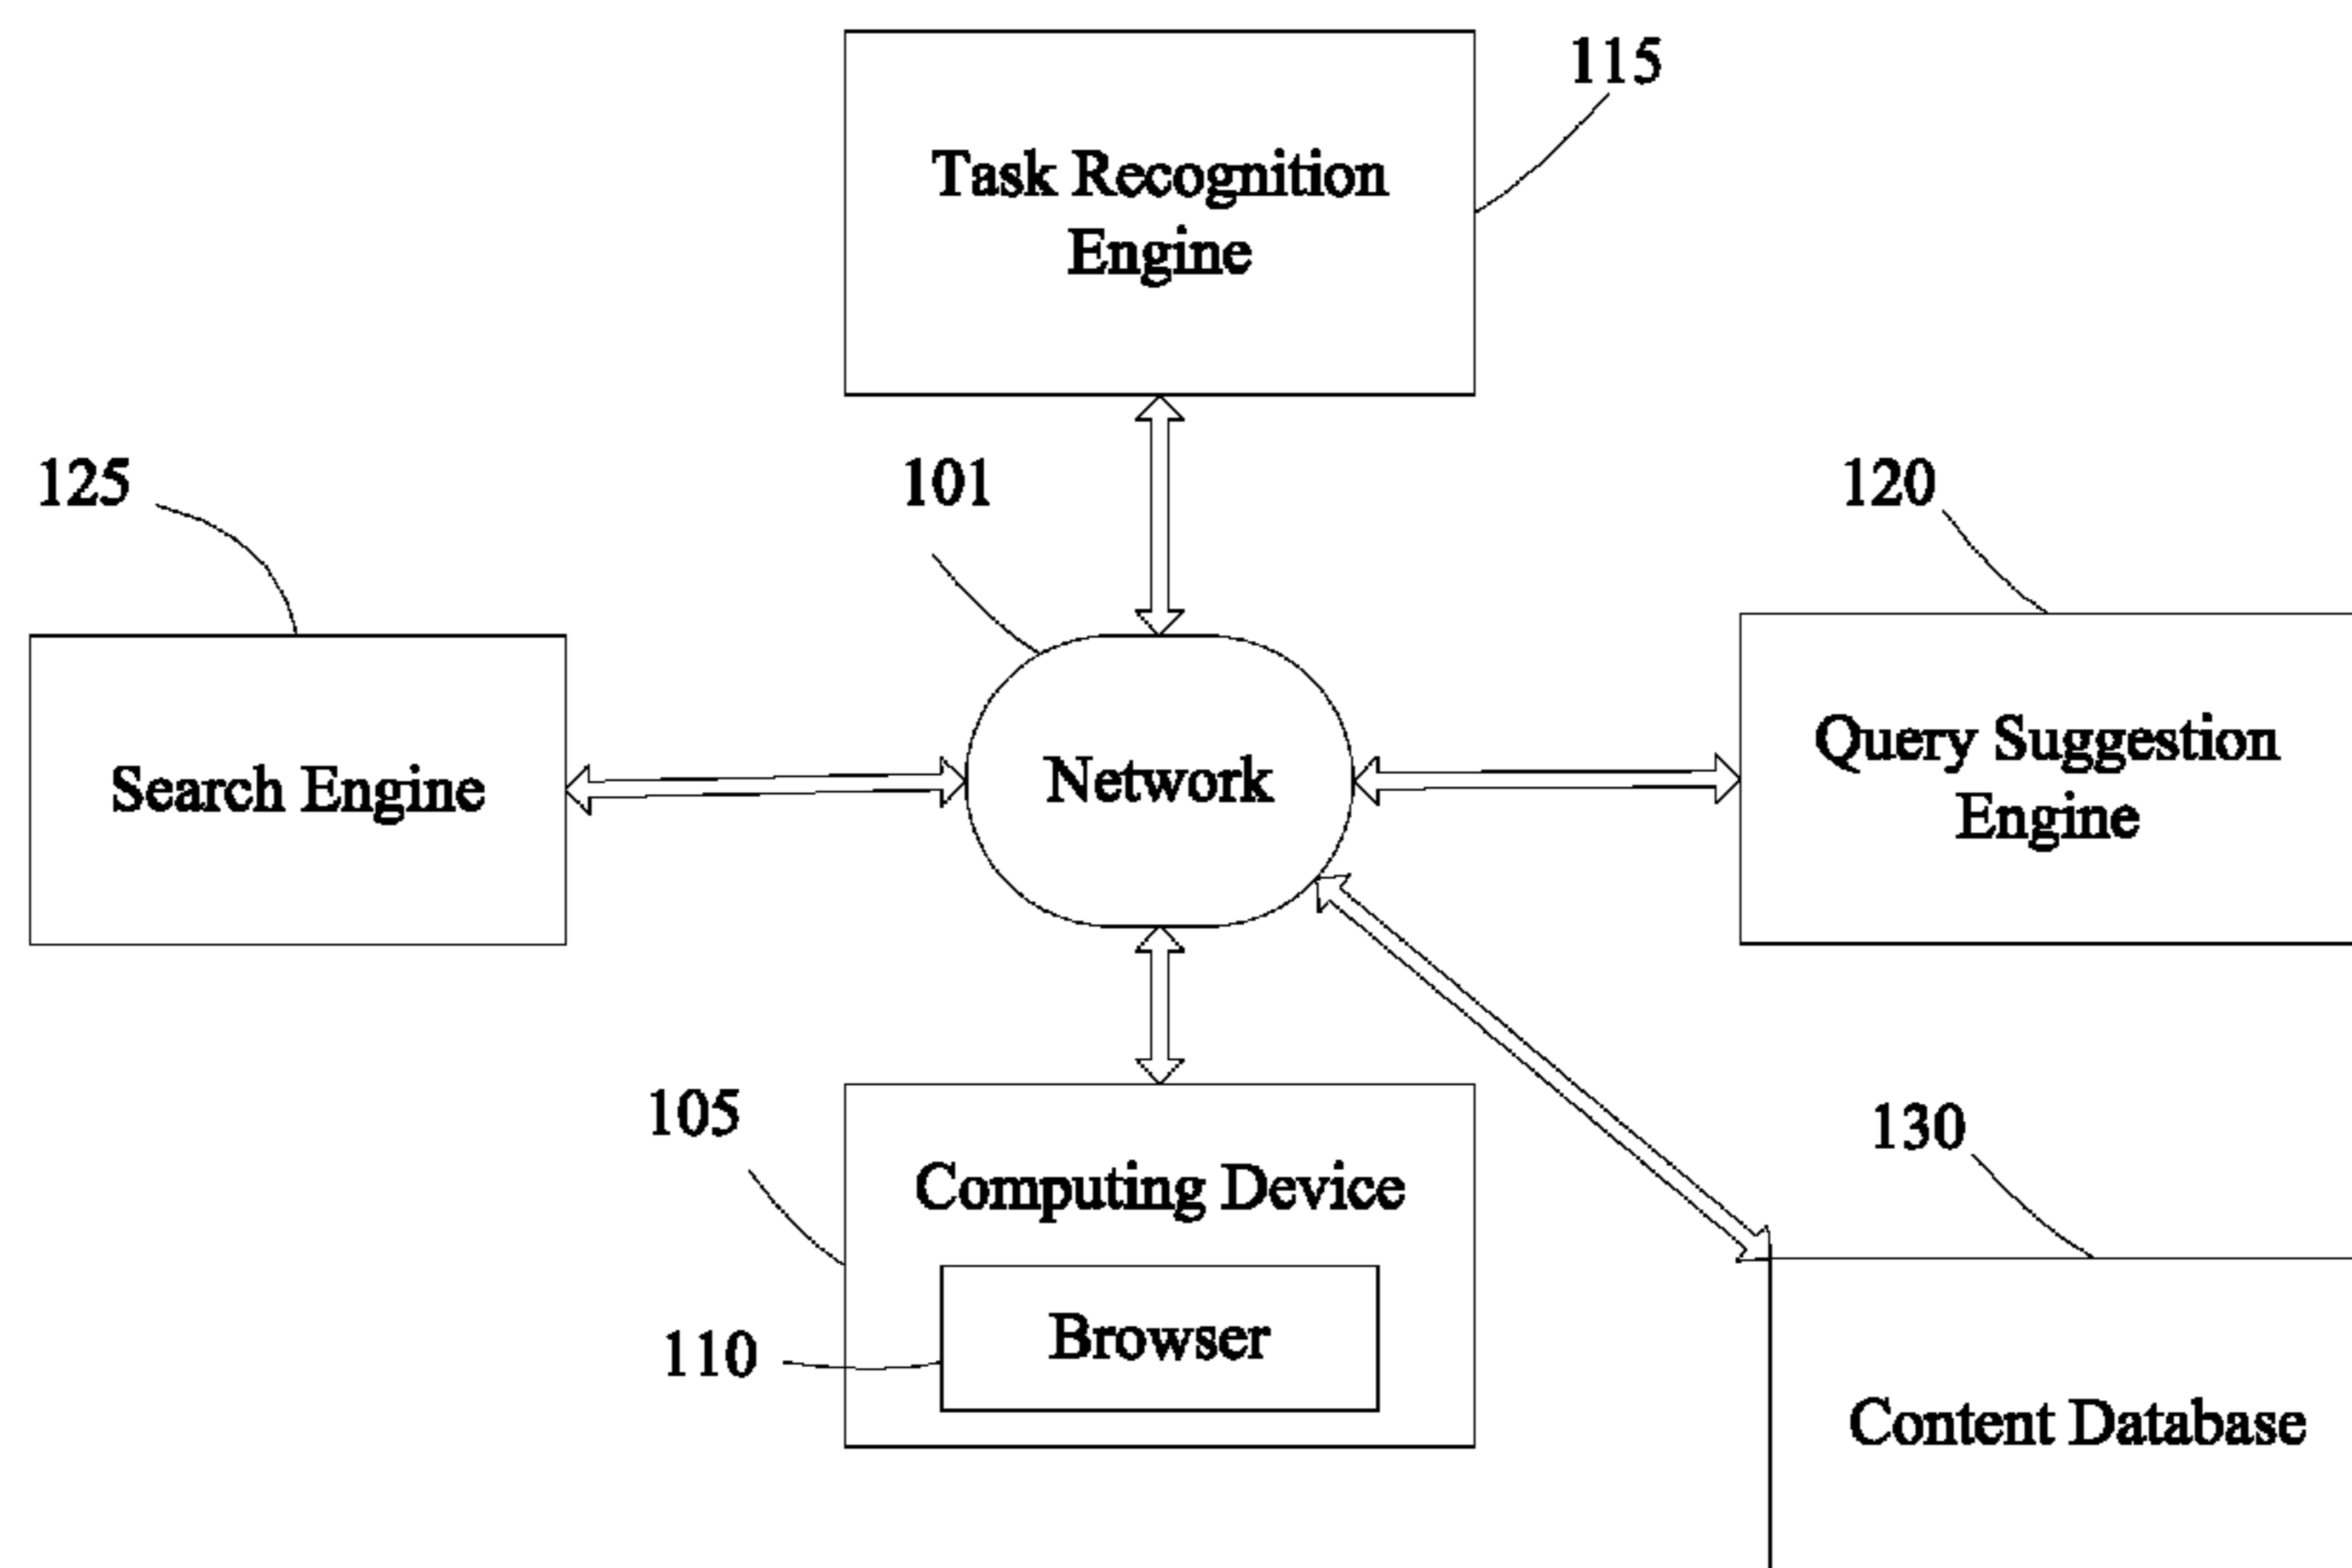 115
Task Recognition
Engine
125
101
120
Search Engine
Network
Query Suggestion
Engine
105
Computing Device
130
110
Browser
Content Database